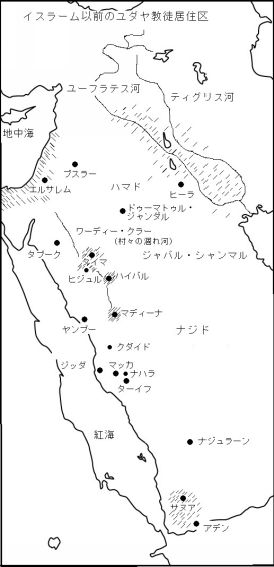 イスラーム以前のユダヤ教徒居住区
ユーフラテス河
ティグリス河
地中海
ブスラー
エルサレム
ハマド
ヒーラ
ドゥーマトゥル・
ジャンダル
ワーディー・クラー
(村々の涸れ河)
タブーク
タイマ
ジャバル・シャンマル
ヒジュル
ハイバル
マディーナ
ヤンブー
ナジド
クダイド
ジッダ
マッカ
ナハラ
ターイフ
紅海
ナジュラーン
サヌア
アデン